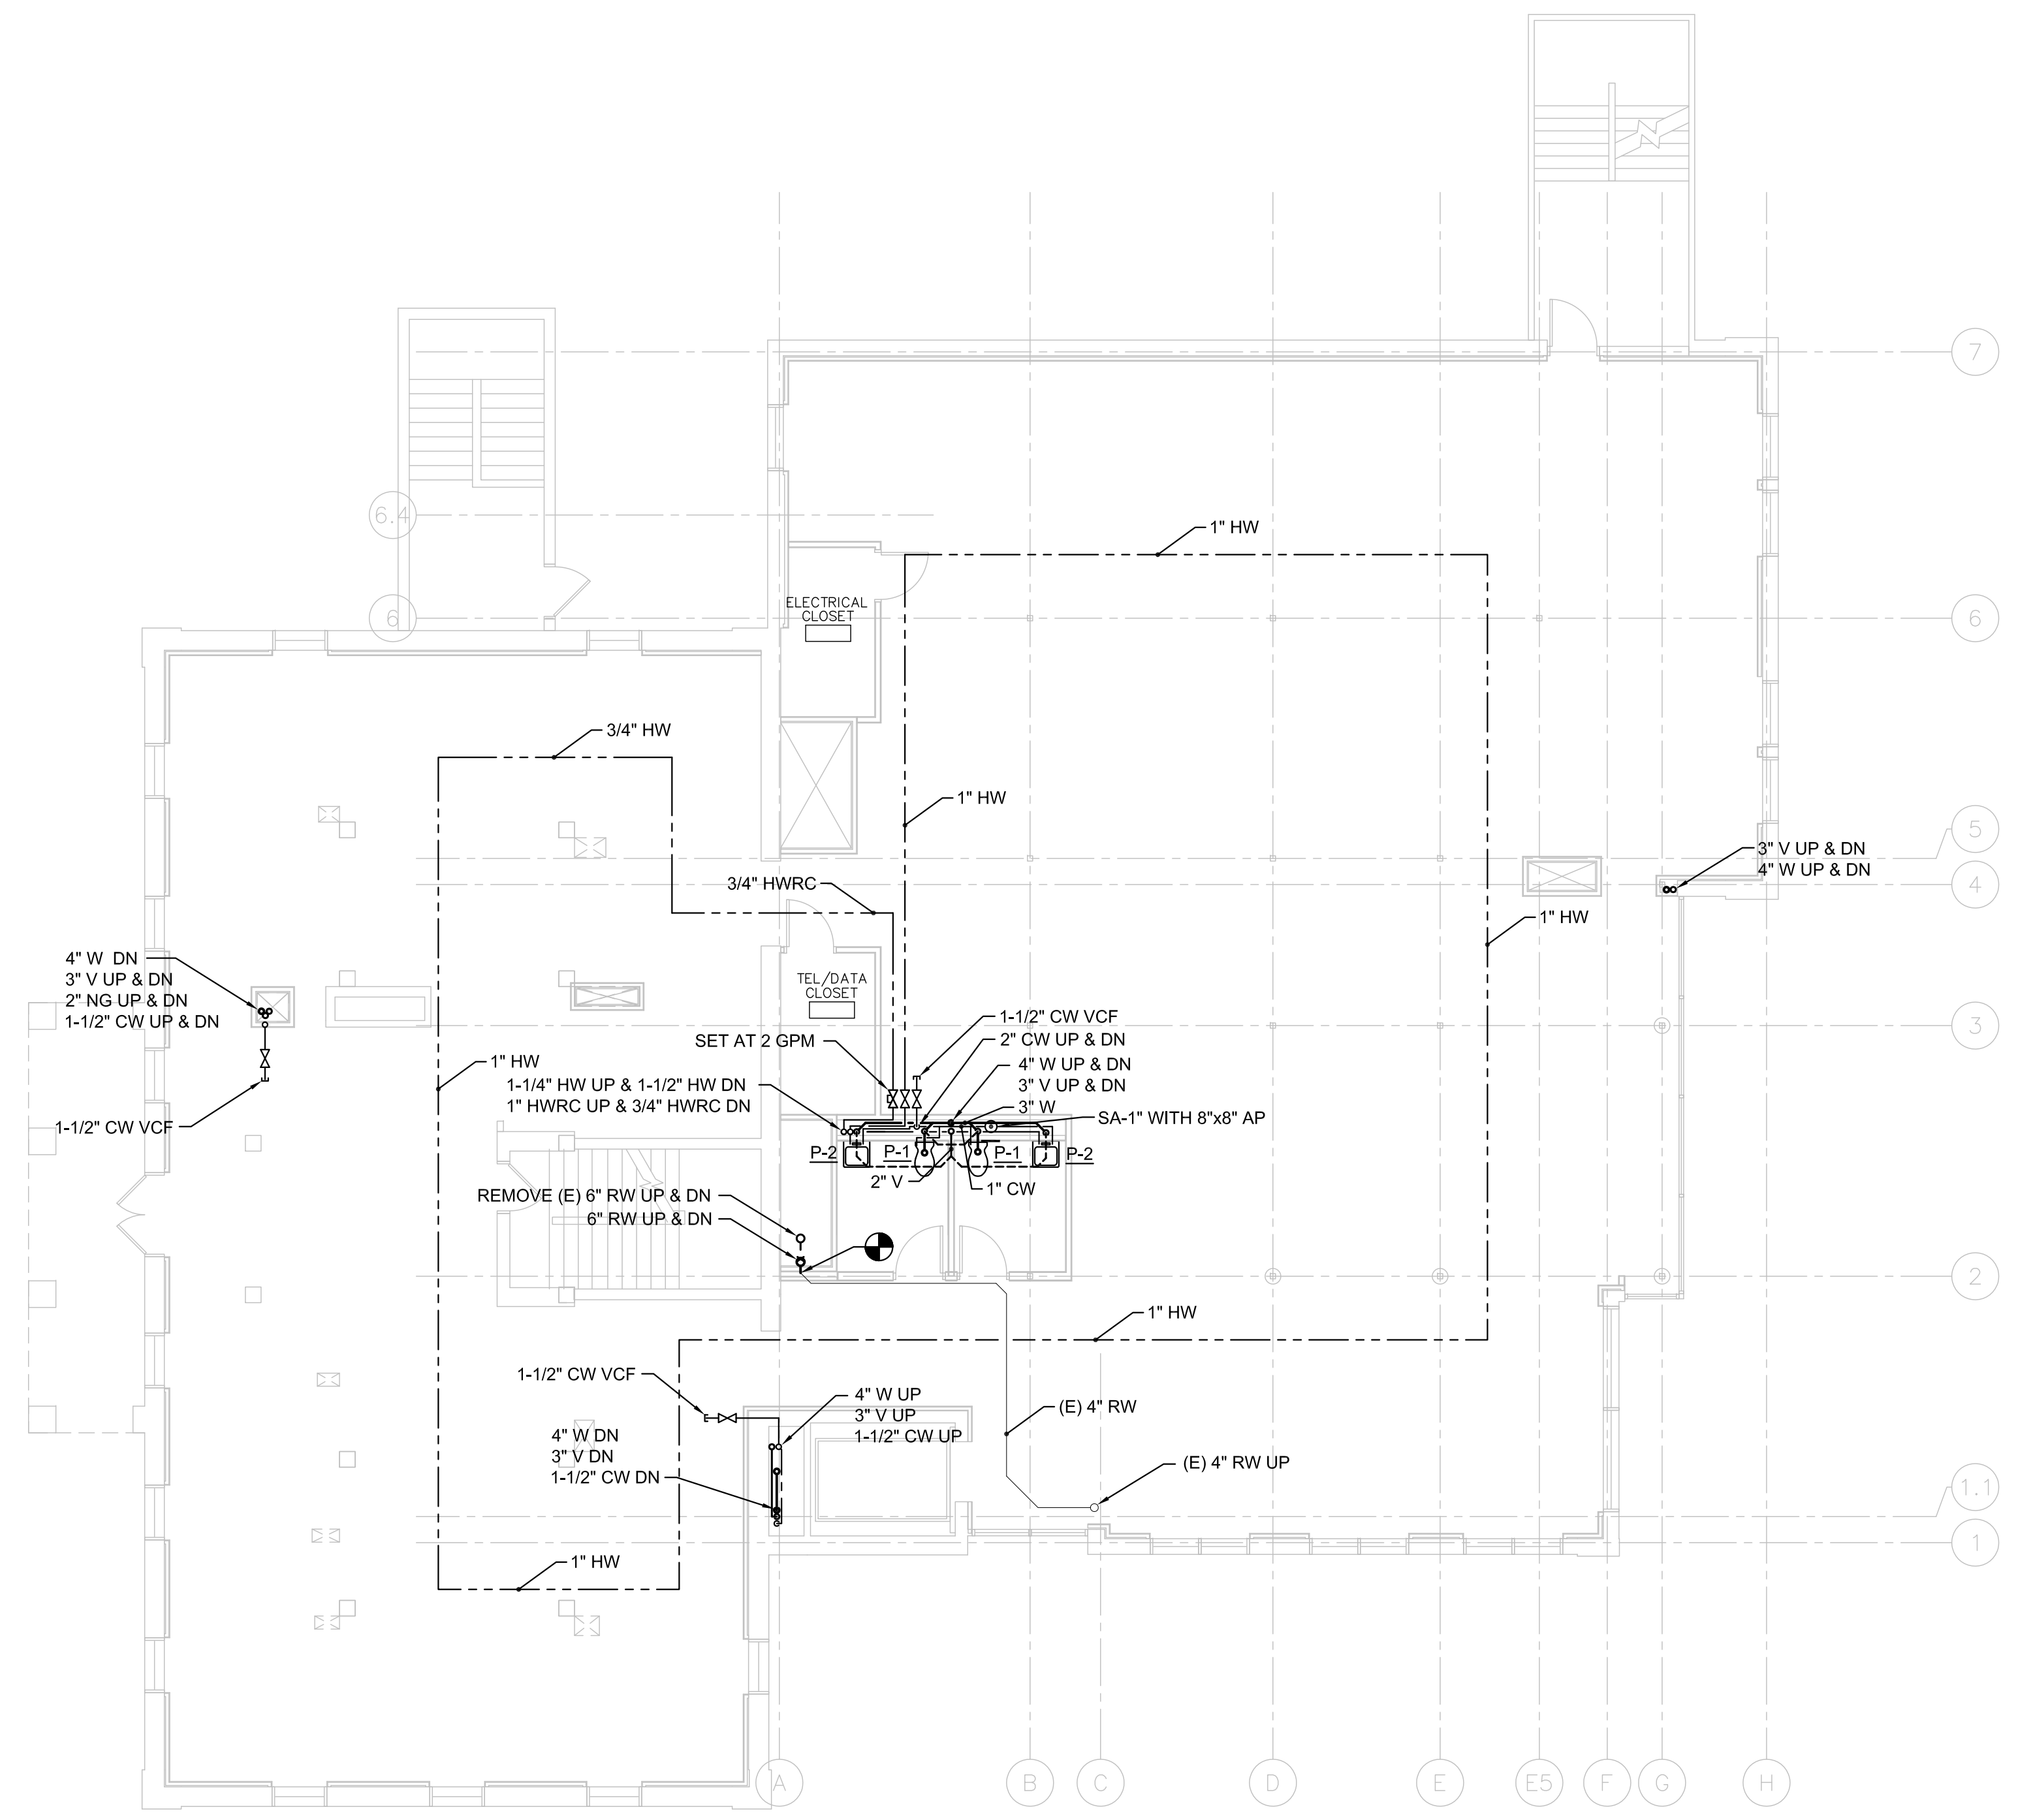 7
6.4
1" HW
ELECTRICAL
CLOSET
6
6
3/4" HW
1" HW
5
3" V UP & DN
4" W UP & DN
3/4" HWRC
4
1" HW
4" W DN
3" V UP & DN
2" NG UP & DN
1-1/2" CW UP & DN
TEL/DATA
CLOSET
1-1/2" CW VCF
3
SET AT 2 GPM
2" CW UP & DN
1" HW
4" W UP & DN
3" V UP & DN
1-1/4" HW UP & 1-1/2" HW DN
1" HWRC UP & 3/4" HWRC DN
3" W
SA-1" WITH 8"x8" AP
1-1/2" CW VCF
P-2
P-1
P-1
P-2
2" V
1" CW
REMOVE (E) 6" RW UP & DN
6" RW UP & DN
2
1" HW
1-1/2" CW VCF
4" W UP
3" V UP
1-1/2" CW UP
(E) 4" RW
4" W DN
3" V DN
1-1/2" CW DN
(E) 4" RW UP
1.1
1
1" HW
A
B
C
D
E
E5
F
G
H